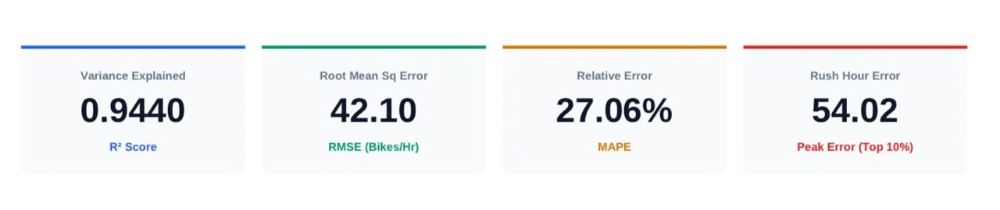 Variance Explained
0.9440
R² Score
Root Mean Sq Error
42.10
RMSE (Bikes/Hr)
Relative Error
27.06%
MAPE
Rush Hour Error
54.02
Peak Error (Top 10%)